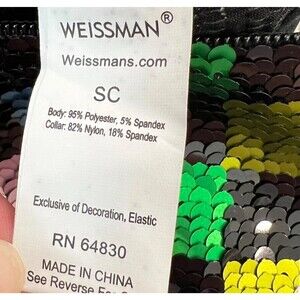 WEISSMAN®
Weissmans.com
SC
Body: 95% Polyester, 5% Spandex
Collar: 82% Nylon, 18% Spandex
Exclusive of Decoration, Elastic
RN 64830
MADE IN CHINA
See Reverse For